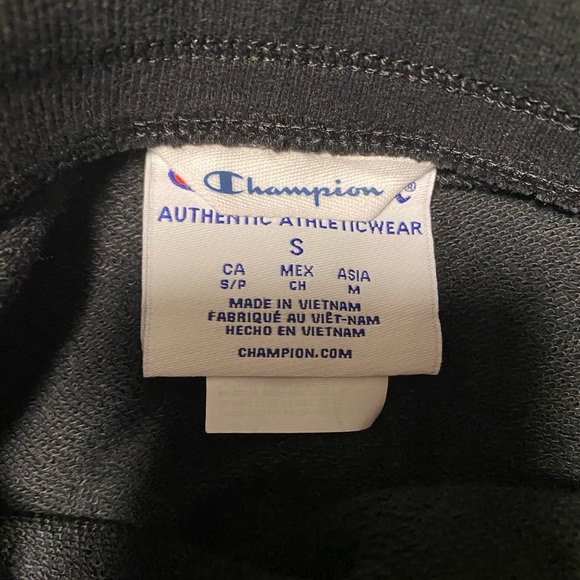 Champion ®
AUTHENTIC ATHLETICWEAR
S
CA MEX ASIA
S/P CH M
MADE IN VIETNAM
FABRIQUÉ AU VIÊT-NAM
HECHO EN VIETNAM
CHAMPION.COM